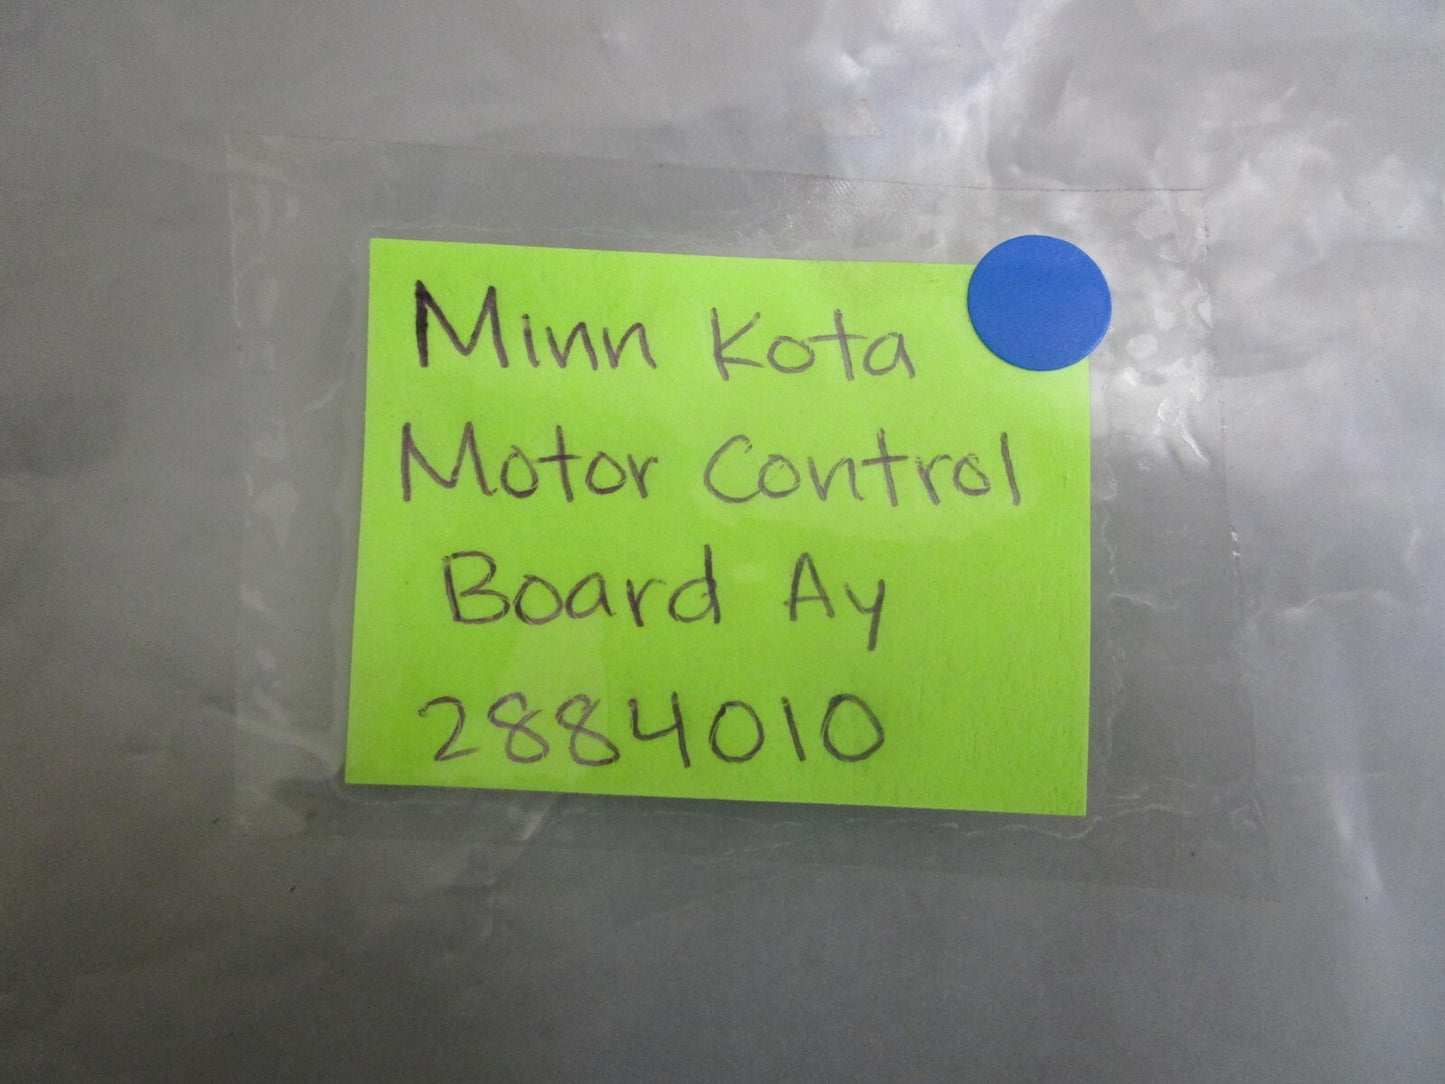 Minn Kota
Motor Control
Board Ay
2884010